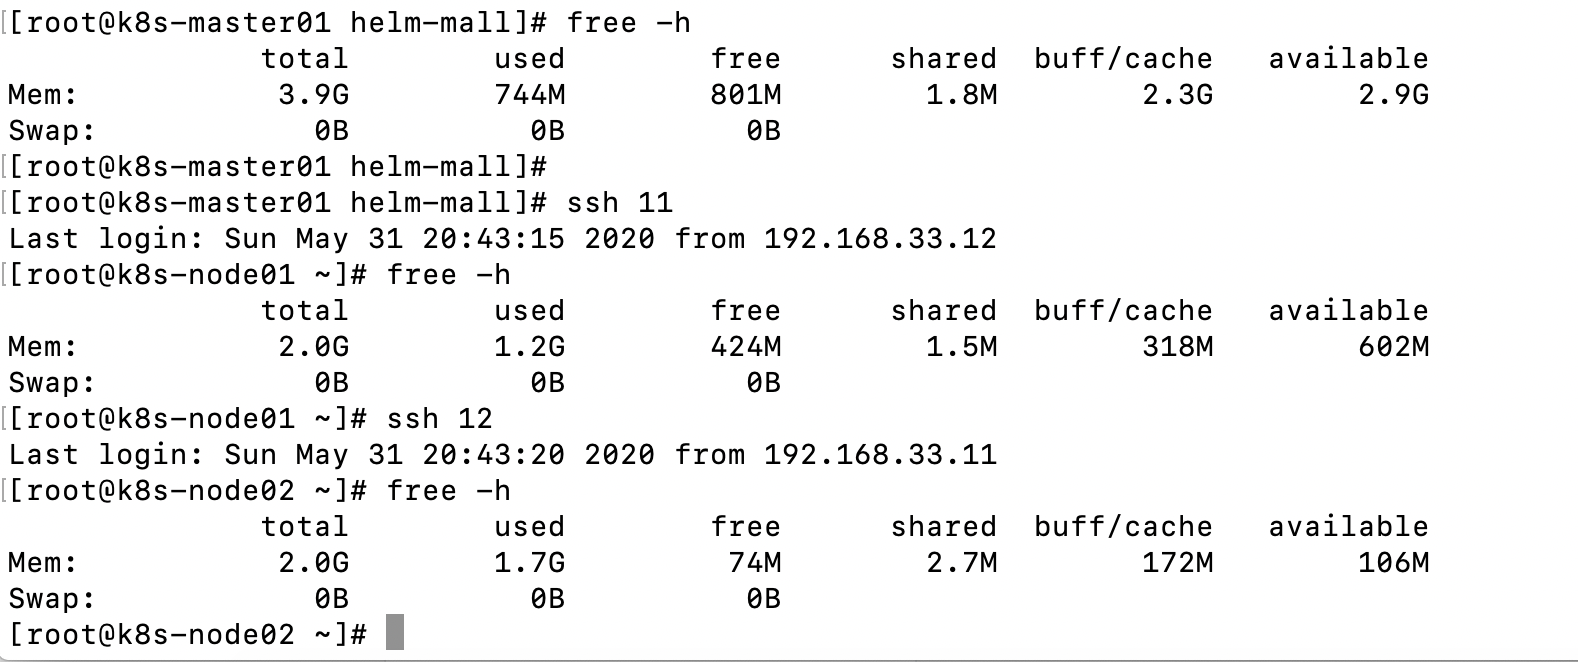 [[root@k8s-master01 helm-mall]# free -h
              total        used        free      shared  buff/cache   available
Mem:           3.9G        744M        801M        1.8M        2.3G        2.9G
Swap:            0B          0B          0B
[[root@k8s-master01 helm-mall]#
[[root@k8s-master01 helm-mall]# ssh 11
Last login: Sun May 31 20:43:15 2020 from 192.168.33.12
[[root@k8s-node01 ~]# free -h
              total        used        free      shared  buff/cache   available
Mem:           2.0G        1.2G        424M        1.5M        318M        602M
Swap:            0B          0B          0B
[[root@k8s-node01 ~]# ssh 12
Last login: Sun May 31 20:43:20 2020 from 192.168.33.11
[[root@k8s-node02 ~]# free -h
              total        used        free      shared  buff/cache   available
Mem:           2.0G        1.7G         74M        2.7M        172M        106M
Swap:            0B          0B          0B
[root@k8s-node02 ~]#